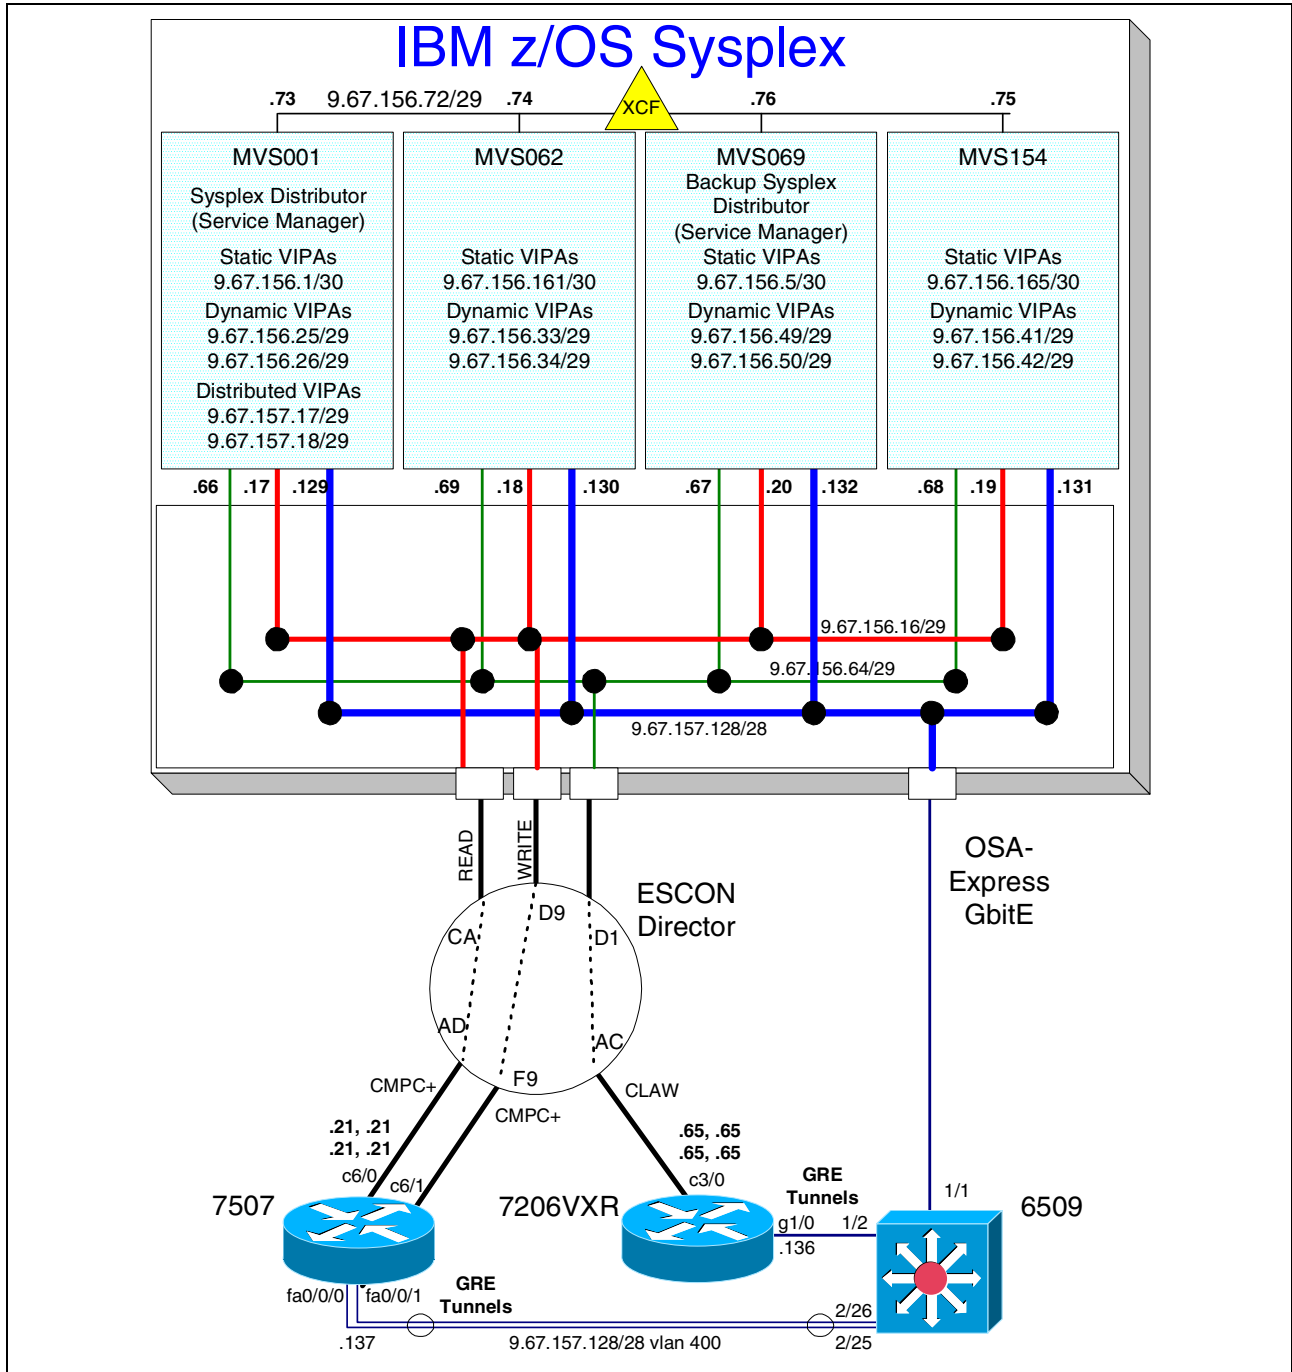 IBM z/OS Sysplex
.73 9.67.156.72/29 .74 XCF .76 .75
MVS001
Sysplex Distributor
(Service Manager)
Static VIPAs
9.67.156.1/30
Dynamic VIPAs
9.67.156.25/29
9.67.156.26/29
Distributed VIPAs
9.67.157.17/29
9.67.157.18/29
MVS062
Static VIPAs
9.67.156.161/30
Dynamic VIPAs
9.67.156.33/29
9.67.156.34/29
MVS069
Backup Sysplex
Distributor
(Service Manager)
Static VIPAs
9.67.156.5/30
Dynamic VIPAs
9.67.156.49/29
9.67.156.50/29
MVS154
Static VIPAs
9.67.156.165/30
Dynamic VIPAs
9.67.156.41/29
9.67.156.42/29
.66 .17 .129 .69 .18 .130 .67 .20 .132 .68 .19 .131
9.67.156.16/29
9.67.156.64/29
9.67.157.128/28
READ
WRITE
OSA-
Express
GbitE
ESCON
Director
CA D9 D1
AD F9 AC
CMPC+
CMPC+
CLAW
.21, .21
.21, .21
c6/0
c6/1
.65, .65
.65, .65
c3/0
7507
7206VXR
6509
GRE
Tunnels
1/1
g1/0 1/2
.136
fa0/0/0 fa0/0/1
GRE
Tunnels
2/26
.137 9.67.157.128/28 vlan 400 2/25